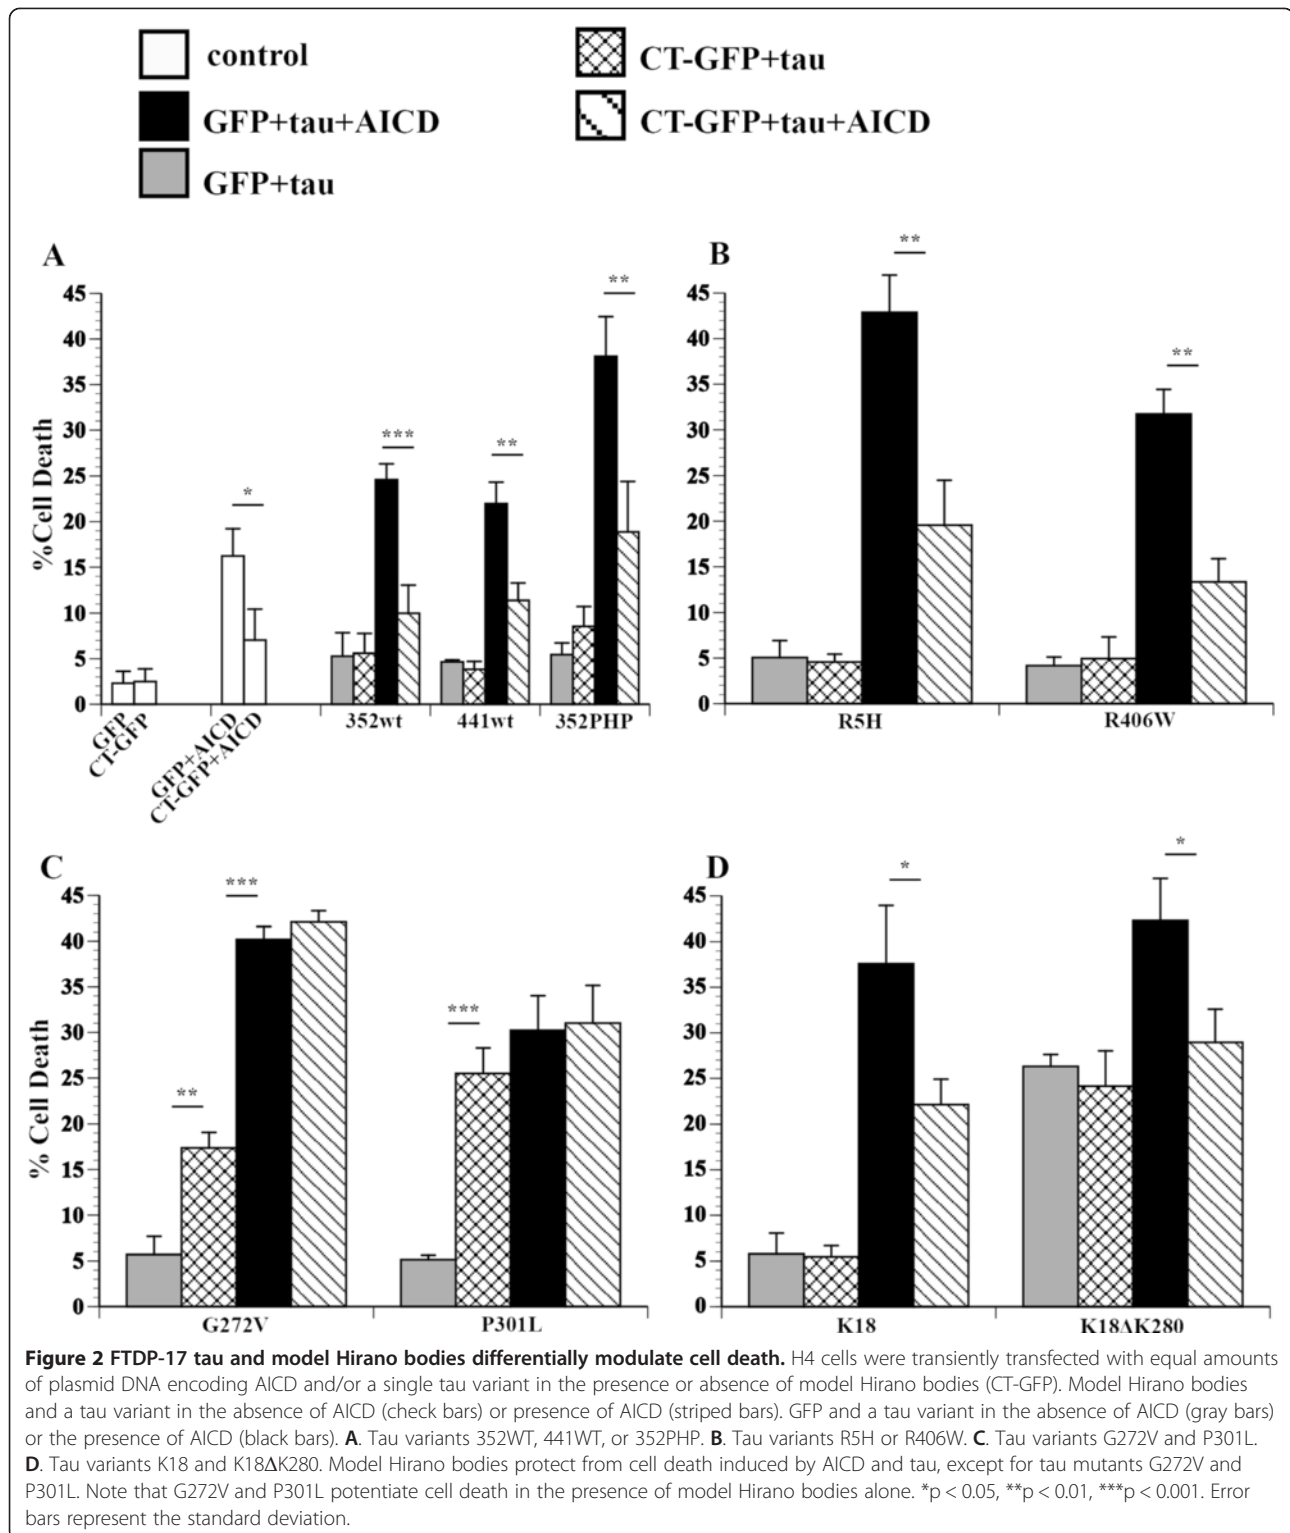 control
GFP+tau+AICD
GFP+tau
CT-GFP+tau
CT-GFP+tau+AICD
A
%Cell Death
45
40
35
30
25
20
15
10
5
0
*
***
**
**
GFP
CT-GFP
GFP+AICD
CT-GFP+AICD
352wt
441wt
352PHP
B
45
40
35
30
25
20
15
10
5
0
**
**
R5H
R406W
C
% Cell Death
45
40
35
30
25
20
15
10
5
0
**
***
***
G272V
P301L
D
45
40
35
30
25
20
15
10
5
0
*
*
K18
K18ΔK280
Figure 2 FTDP-17 tau and model Hirano bodies differentially modulate cell death. H4 cells were transiently transfected with equal amounts
of plasmid DNA encoding AICD and/or a single tau variant in the presence or absence of model Hirano bodies (CT-GFP). Model Hirano bodies
and a tau variant in the absence of AICD (check bars) or presence of AICD (striped bars). GFP and a tau variant in the absence of AICD (gray bars)
or the presence of AICD (black bars). A. Tau variants 352WT, 441WT, or 352PHP. B. Tau variants R5H or R406W. C. Tau variants G272V and P301L.
D. Tau variants K18 and K18ΔK280. Model Hirano bodies protect from cell death induced by AICD and tau, except for tau mutants G272V and
P301L. Note that G272V and P301L potentiate cell death in the presence of model Hirano bodies alone. *p < 0.05, **p < 0.01, ***p < 0.001. Error
bars represent the standard deviation.